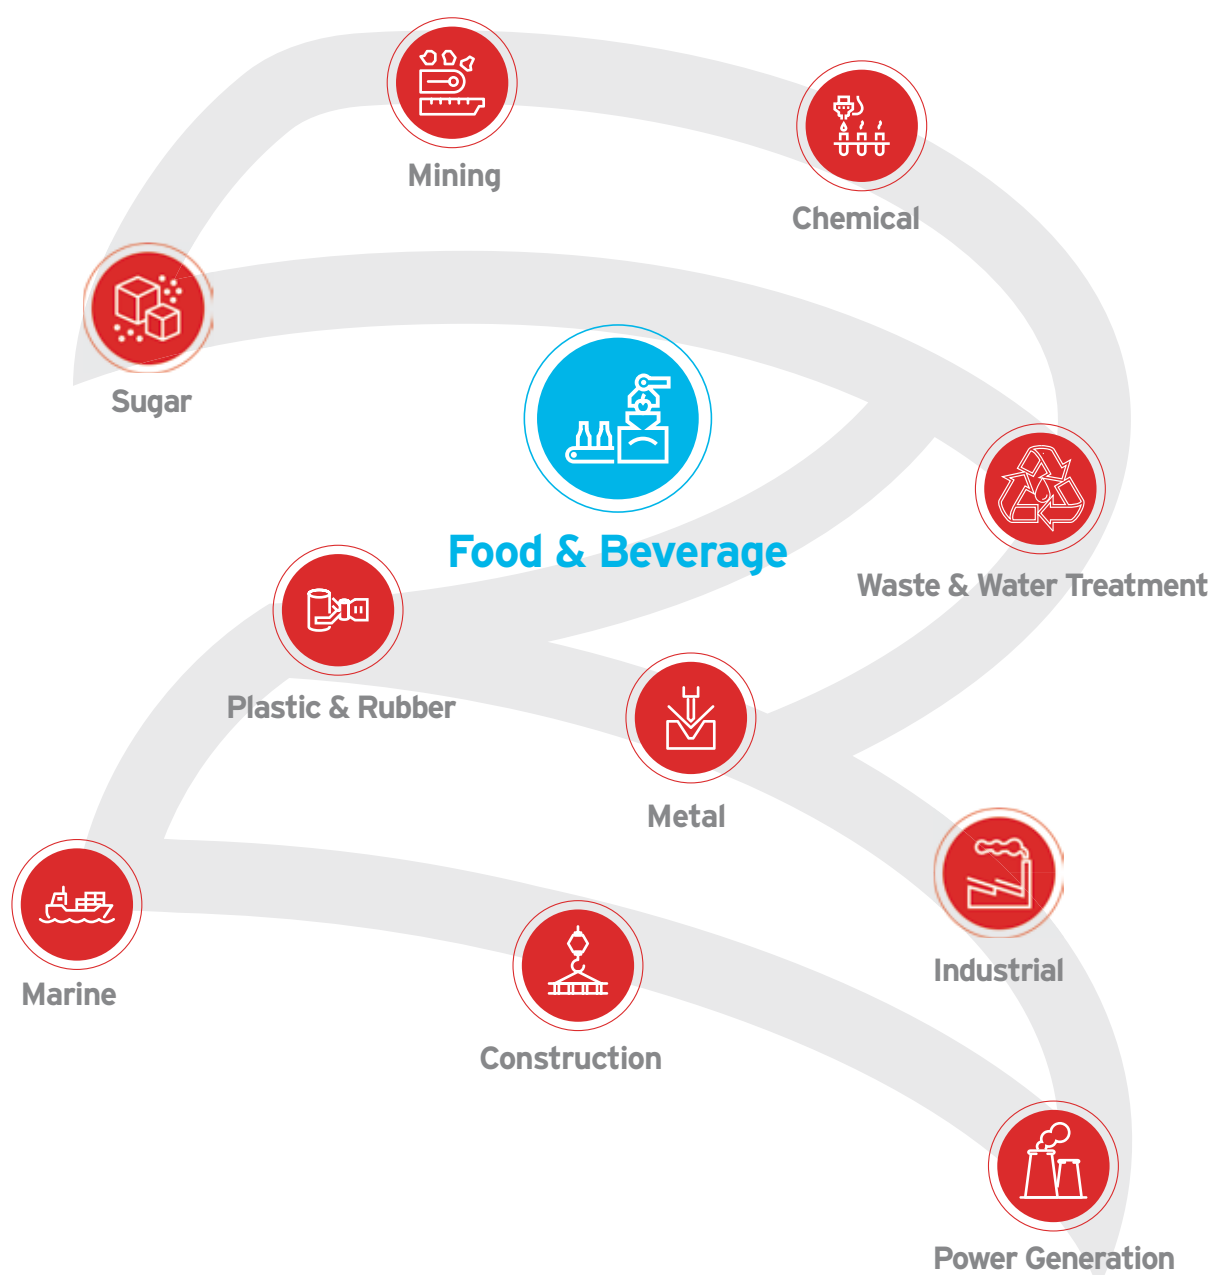 Mining
Chemical
Sugar
Food & Beverage
Waste & Water Treatment
Plastic & Rubber
Metal
Industrial
Marine
Construction
Power Generation